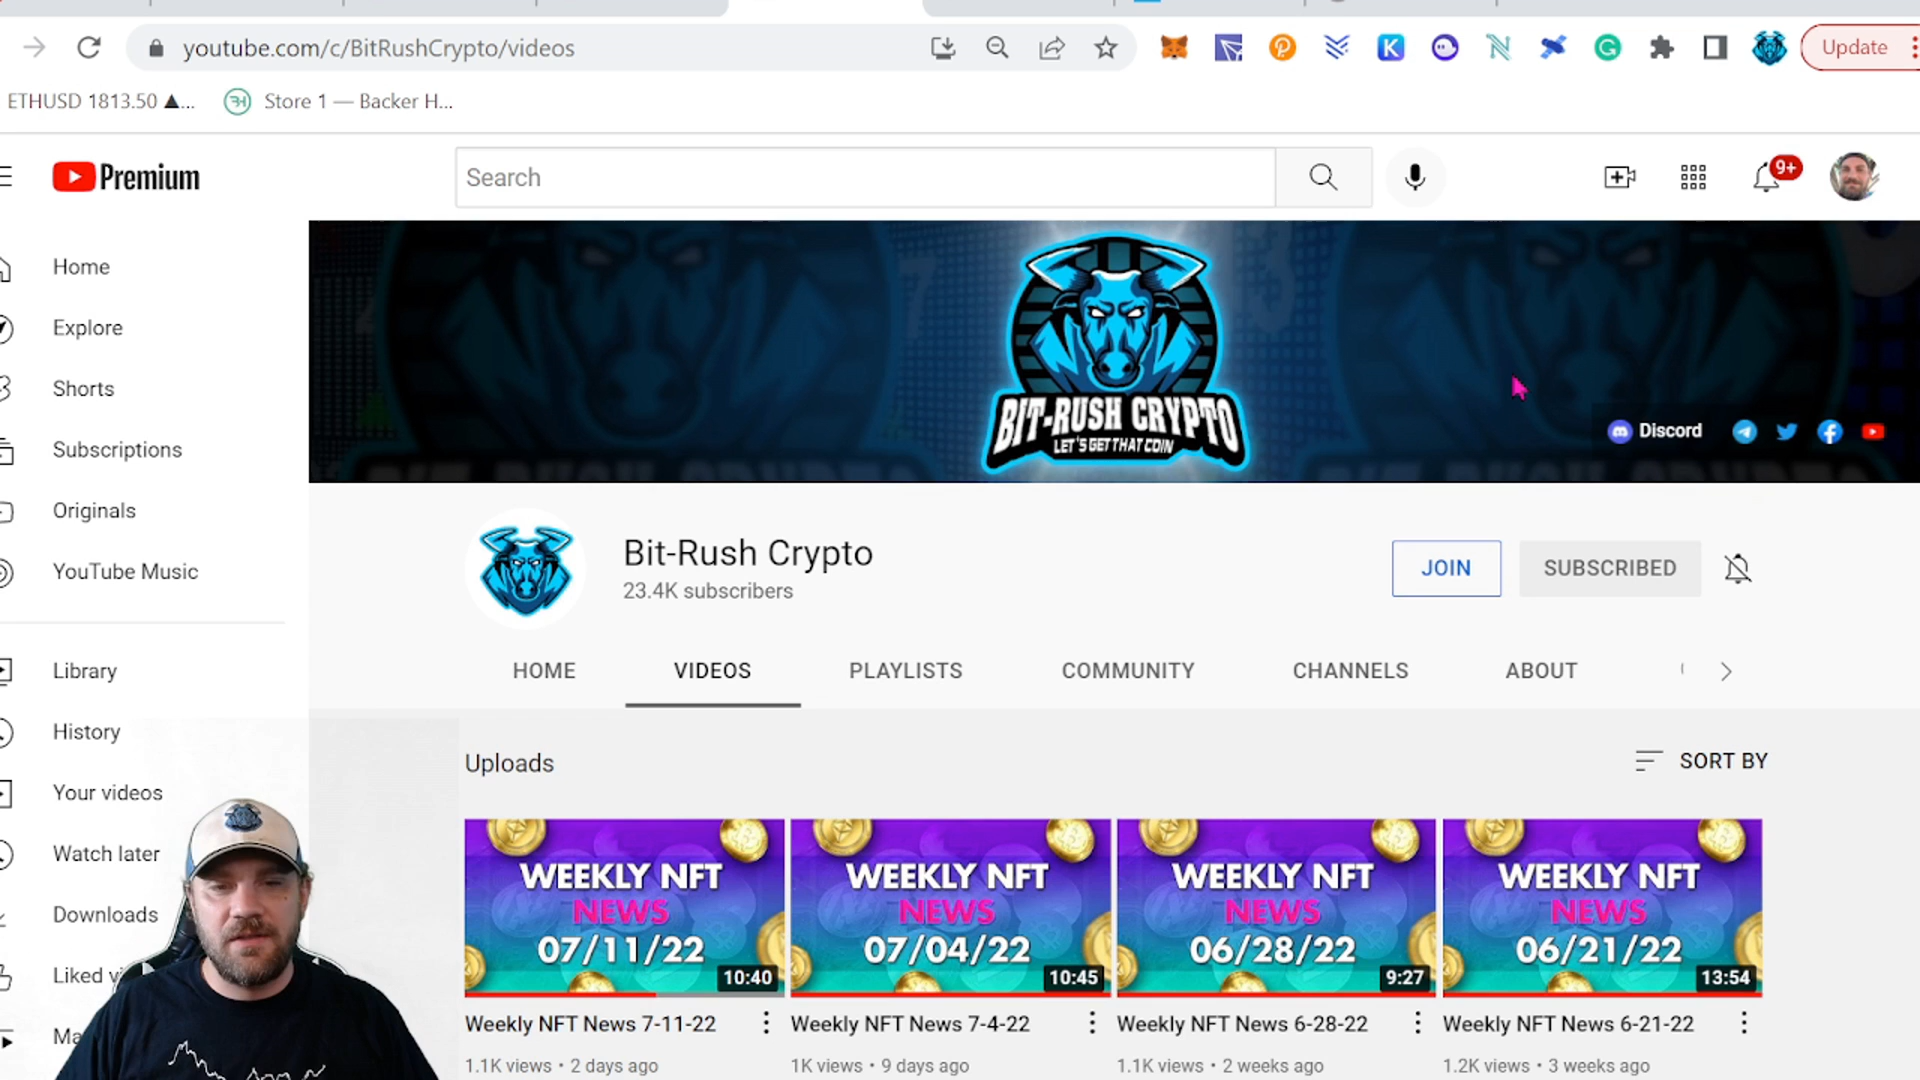 youtube.com/c/BitRushCrypto/videos
Update
ETHUSD 1813.50 ▲...
Store 1 — Backer H...
Premium
Search
9+
Home
Explore
Shorts
Subscriptions
Originals
YouTube Music
Library
History
Your videos
Watch later
Downloads
Liked vi
Ma
BIT-RUSH CRYPTO
LET'S GET THAT COIN
Discord
Bit-Rush Crypto
23.4K subscribers
JOIN
SUBSCRIBED
HOME
VIDEOS
PLAYLISTS
COMMUNITY
CHANNELS
ABOUT
Uploads
SORT BY
WEEKLY NFT
NEWS
07/11/22
10:40
Weekly NFT News 7-11-22
1.1K views • 2 days ago
WEEKLY NFT
NEWS
07/04/22
10:45
Weekly NFT News 7-4-22
1K views • 9 days ago
WEEKLY NFT
NEWS
06/28/22
9:27
Weekly NFT News 6-28-22
1.1K views • 2 weeks ago
WEEKLY NFT
NEWS
06/21/22
13:54
Weekly NFT News 6-21-22
1.2K views • 3 weeks ago